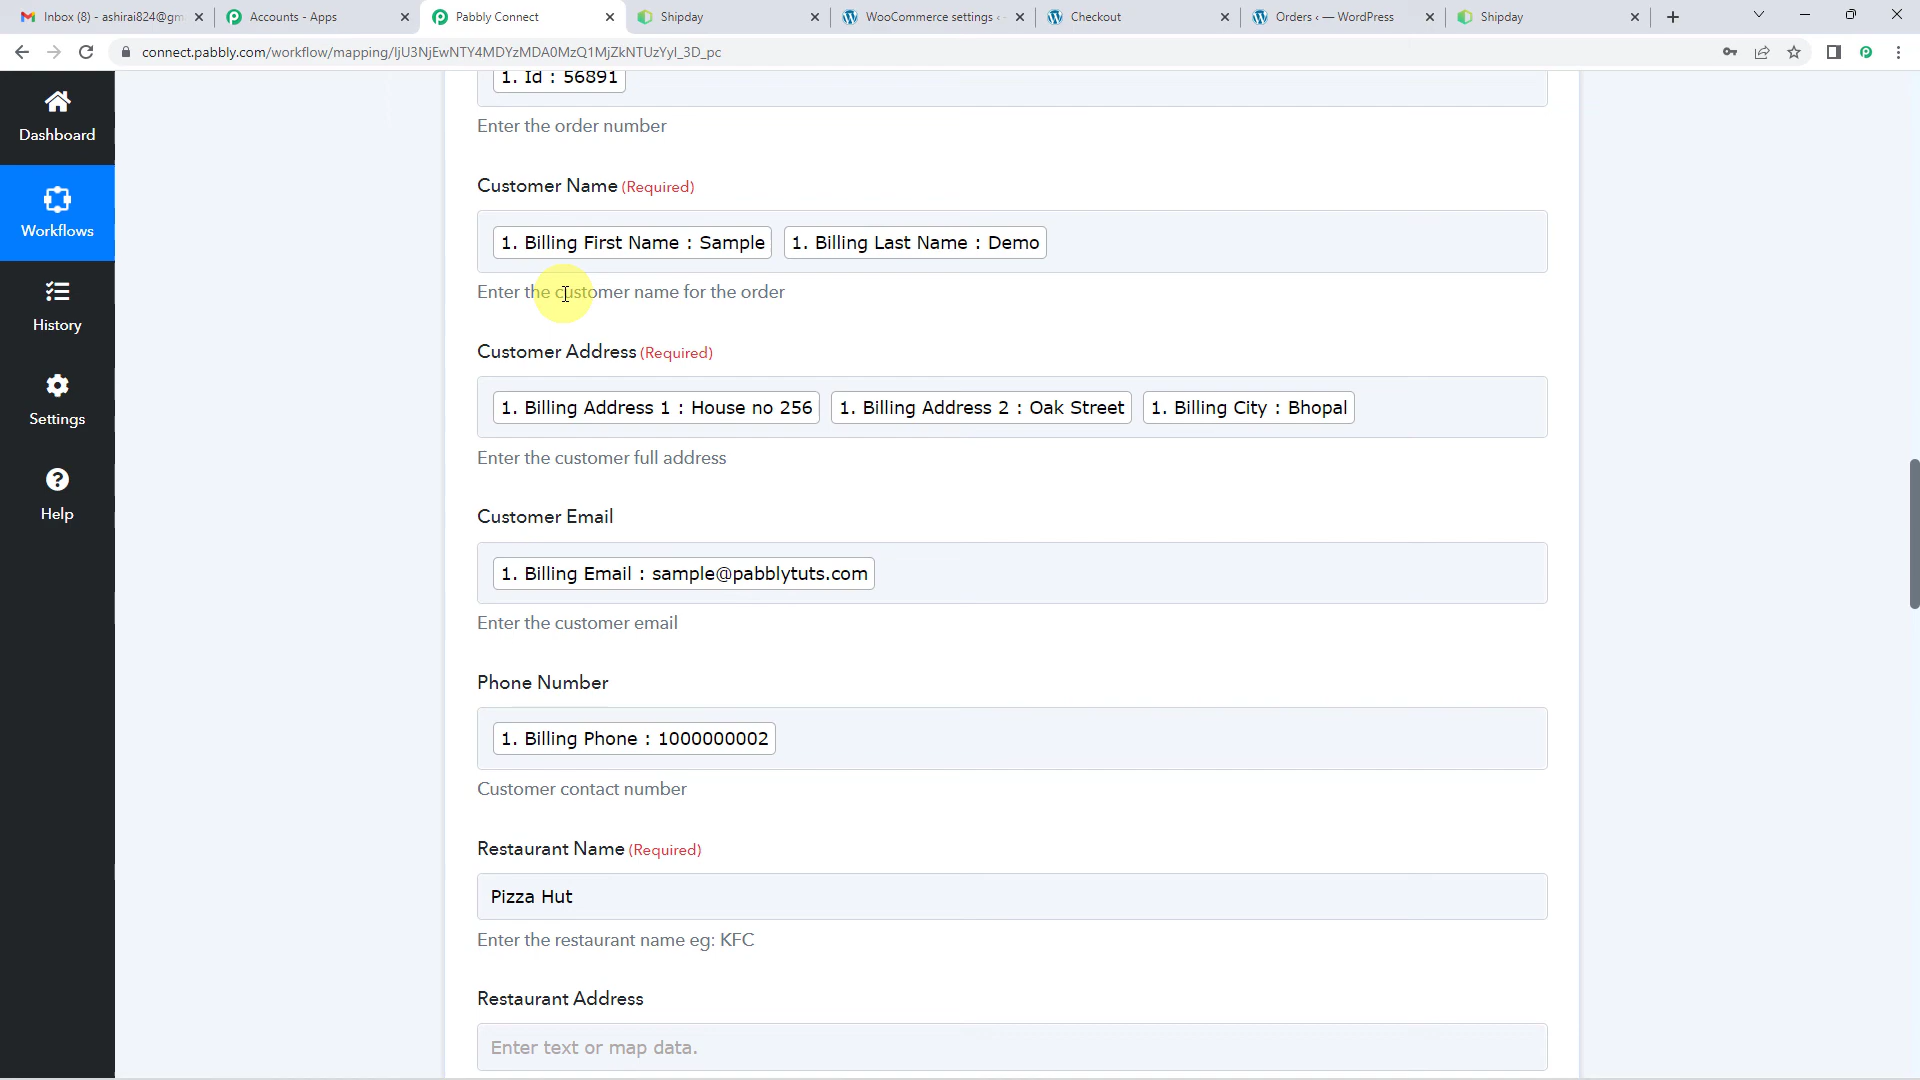 Inbox (8) - ashirai824@gm
Accounts - Apps
Pabbly Connect
Shipday
WooCommerce settings ‹
Checkout
Orders ‹ — WordPress
Shipday
connect.pabbly.com/workflow/mapping/IjU3NjEwNTY4MDYzMDA0MzQ1MjZkNTUzYyI_3D_pc
Dashboard
Workflows
History
Settings
Help
1. Id : 56891
Enter the order number
Customer Name (Required)
1. Billing First Name : Sample 1. Billing Last Name : Demo
Enter the customer name for the order
Customer Address (Required)
1. Billing Address 1 : House no 256 1. Billing Address 2 : Oak Street 1. Billing City : Bhopal
Enter the customer full address
Customer Email
1. Billing Email : sample@pabblytuts.com
Enter the customer email
Phone Number
1. Billing Phone : 1000000002
Customer contact number
Restaurant Name (Required)
Pizza Hut
Enter the restaurant name eg: KFC
Restaurant Address
Enter text or map data.